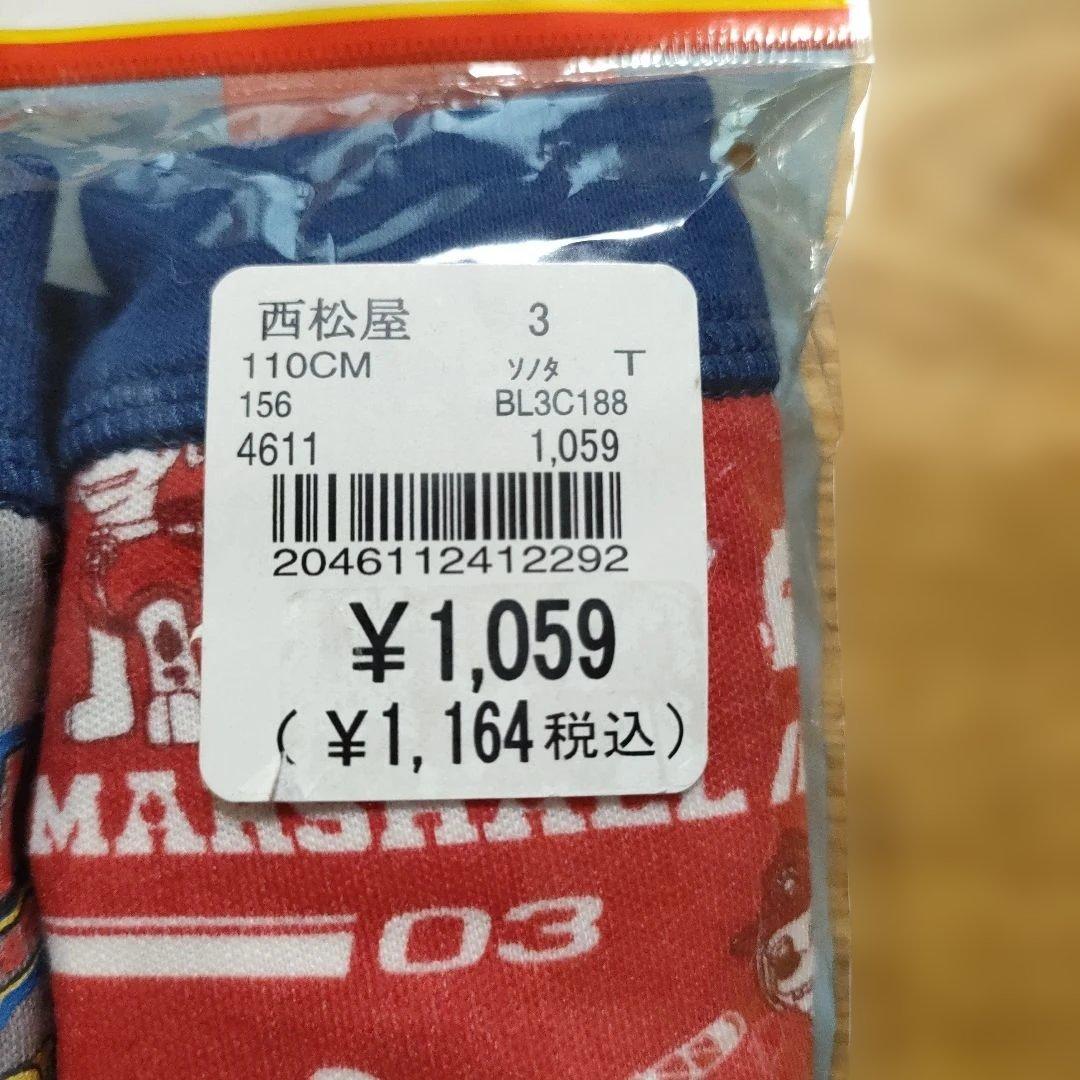 西松屋 3
110CM ｿﾉﾀ T
156 BL3C188
4611 1,059
2046112412292
￥1,059
(￥1,164税込)
MARSHALL
03